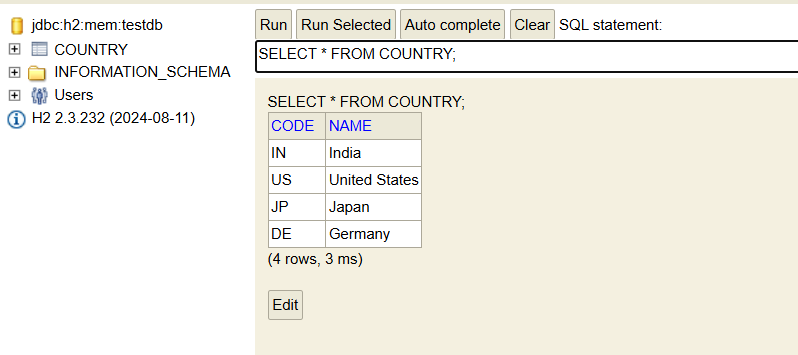 jdbc:h2:mem:testdb
COUNTRY
INFORMATION_SCHEMA
Users
H2 2.3.232 (2024-08-11)
Run Run Selected Auto complete Clear SQL statement:
SELECT * FROM COUNTRY;
SELECT * FROM COUNTRY;
CODE NAME
IN India
US United States
JP Japan
DE Germany
(4 rows, 3 ms)
Edit